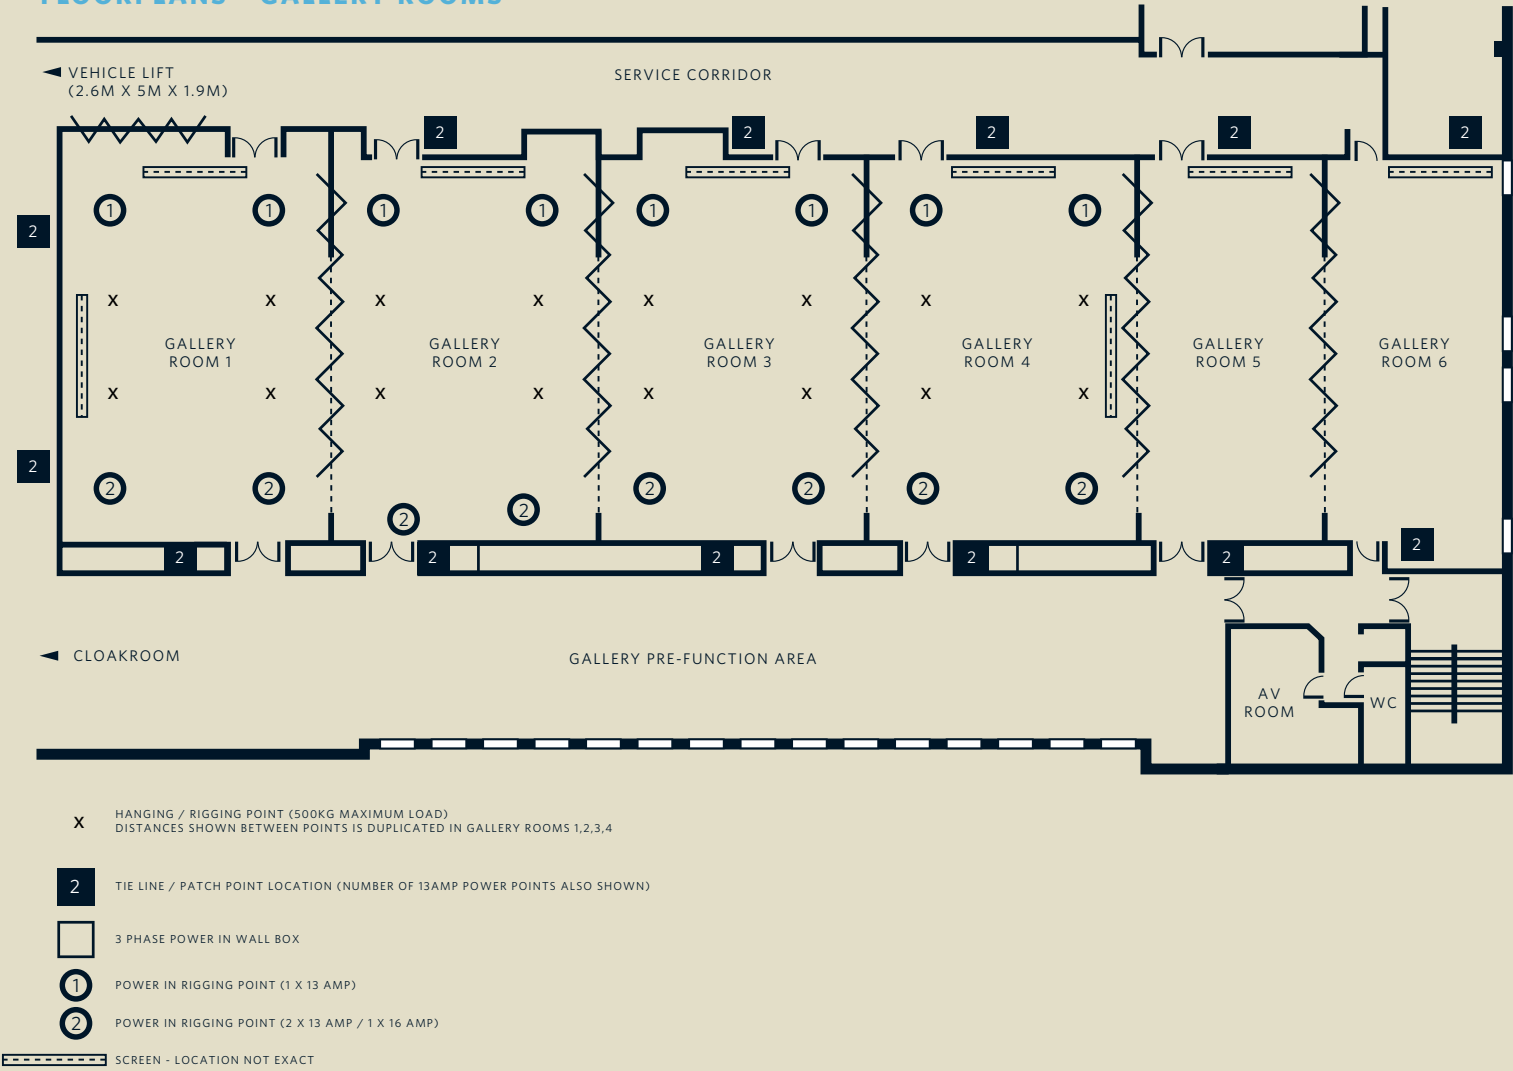 FLOORPLANS - GALLERY ROOMS
VEHICLE LIFT
(2.6M X 5M X 1.9M)
SERVICE CORRIDOR
2 2 2 2 2
1 1 1 1 1 1 1 1
2
X X X X X X X X
GALLERY
ROOM 1
GALLERY
ROOM 2
GALLERY
ROOM 3
GALLERY
ROOM 4
GALLERY
ROOM 5
GALLERY
ROOM 6
X X X X X X X X
2
2 2 2 2 2 2 2 2
2 2 2 2 2 2
CLOAKROOM
GALLERY PRE-FUNCTION AREA
AV
ROOM
WC
X HANGING / RIGGING POINT (500KG MAXIMUM LOAD)
DISTANCES SHOWN BETWEEN POINTS IS DUPLICATED IN GALLERY ROOMS 1,2,3,4
2 TIE LINE / PATCH POINT LOCATION (NUMBER OF 13AMP POWER POINTS ALSO SHOWN)
3 PHASE POWER IN WALL BOX
1 POWER IN RIGGING POINT (1 X 13 AMP)
2 POWER IN RIGGING POINT (2 X 13 AMP / 1 X 16 AMP)
SCREEN - LOCATION NOT EXACT